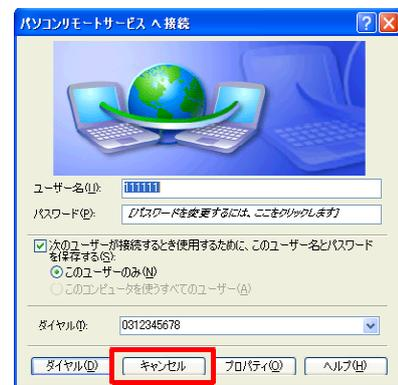 パソコンリモートサービス へ接続
ユーザー名(U):
111111
パスワード(P):
[パスワードを変更するには、ここをクリックします]
次のユーザーが接続するとき使用するために、このユーザー名とパスワード
を保存する(S):
このユーザーのみ(N)
このコンピュータを使うすべてのユーザー(A)
ダイヤル(I):
0312345678
ダイヤル(D)
キャンセル
プロパティ(O)
ヘルプ(H)